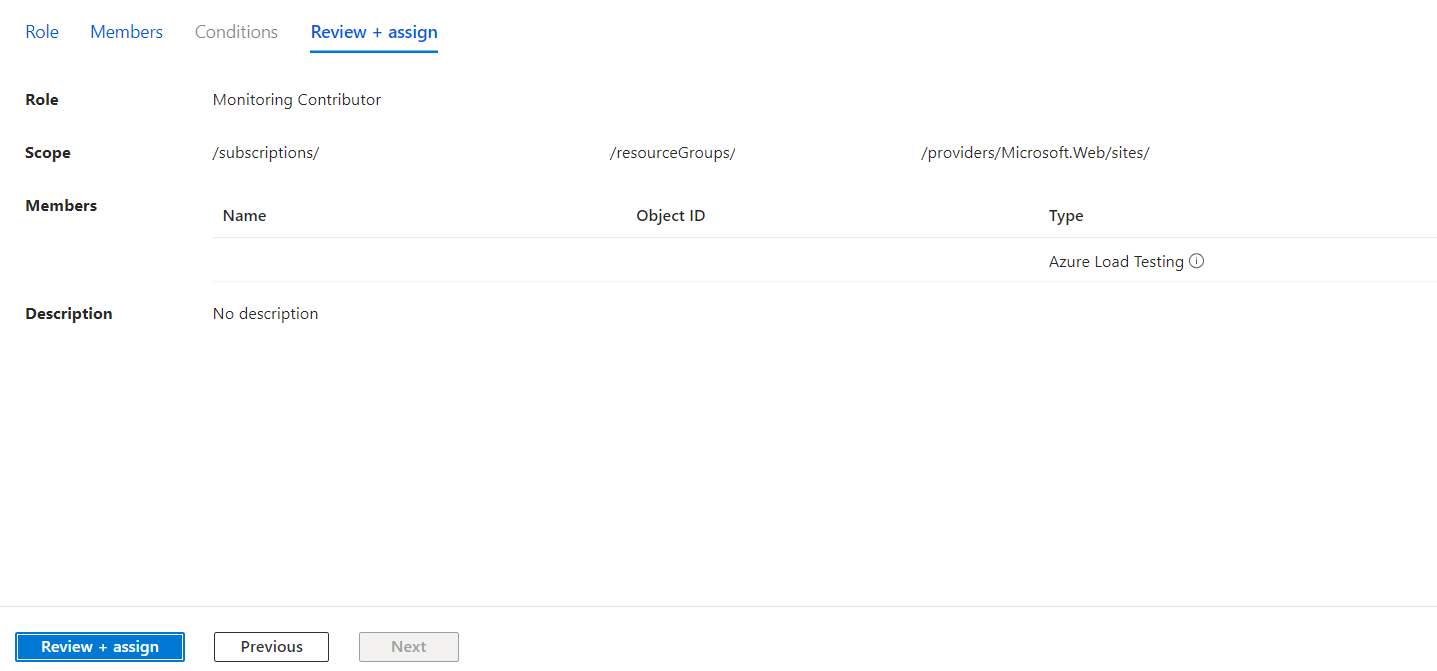 Role Members Conditions Review + assign
Role Monitoring Contributor
Scope /subscriptions/ /resourceGroups/ /providers/Microsoft.Web/sites/
Members
Name Object ID Type
Azure Load Testing
Description No description
Review + assign Previous Next